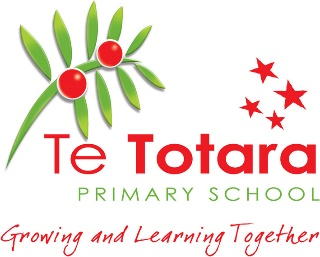 Te Totara
PRIMARY SCHOOL
Growing and Learning Together